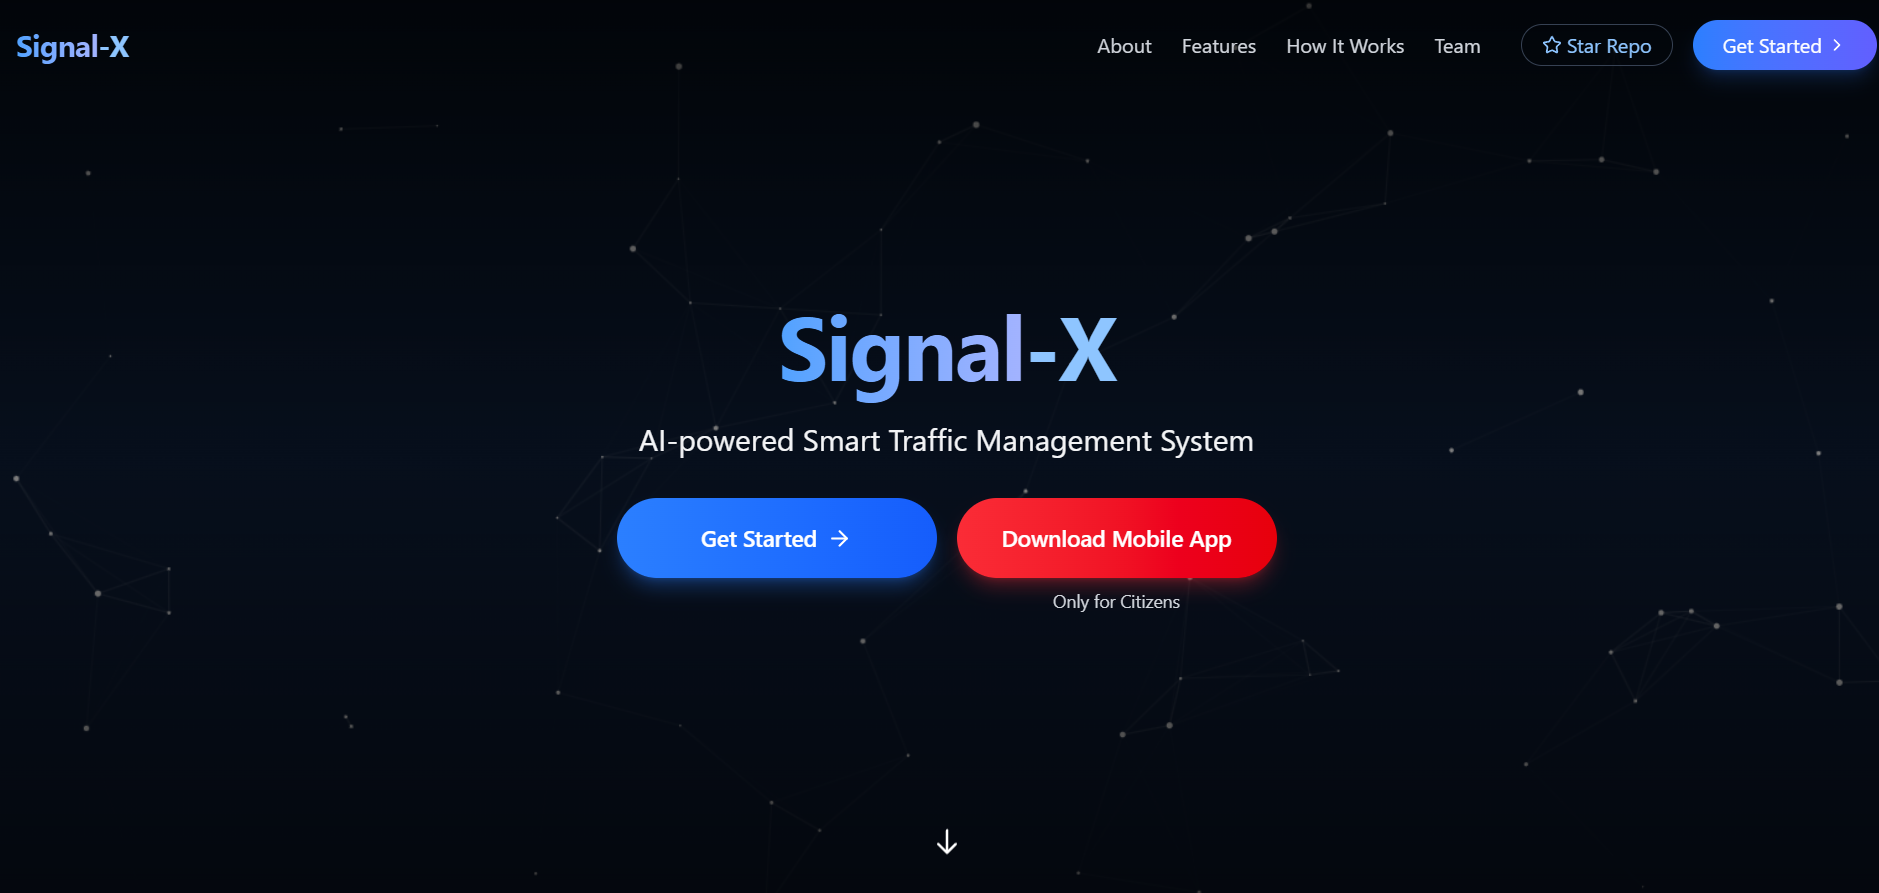 Signal-X
About Features How It Works Team Star Repo Get Started
Signal-X
AI-powered Smart Traffic Management System
Get Started
Download Mobile App
Only for Citizens